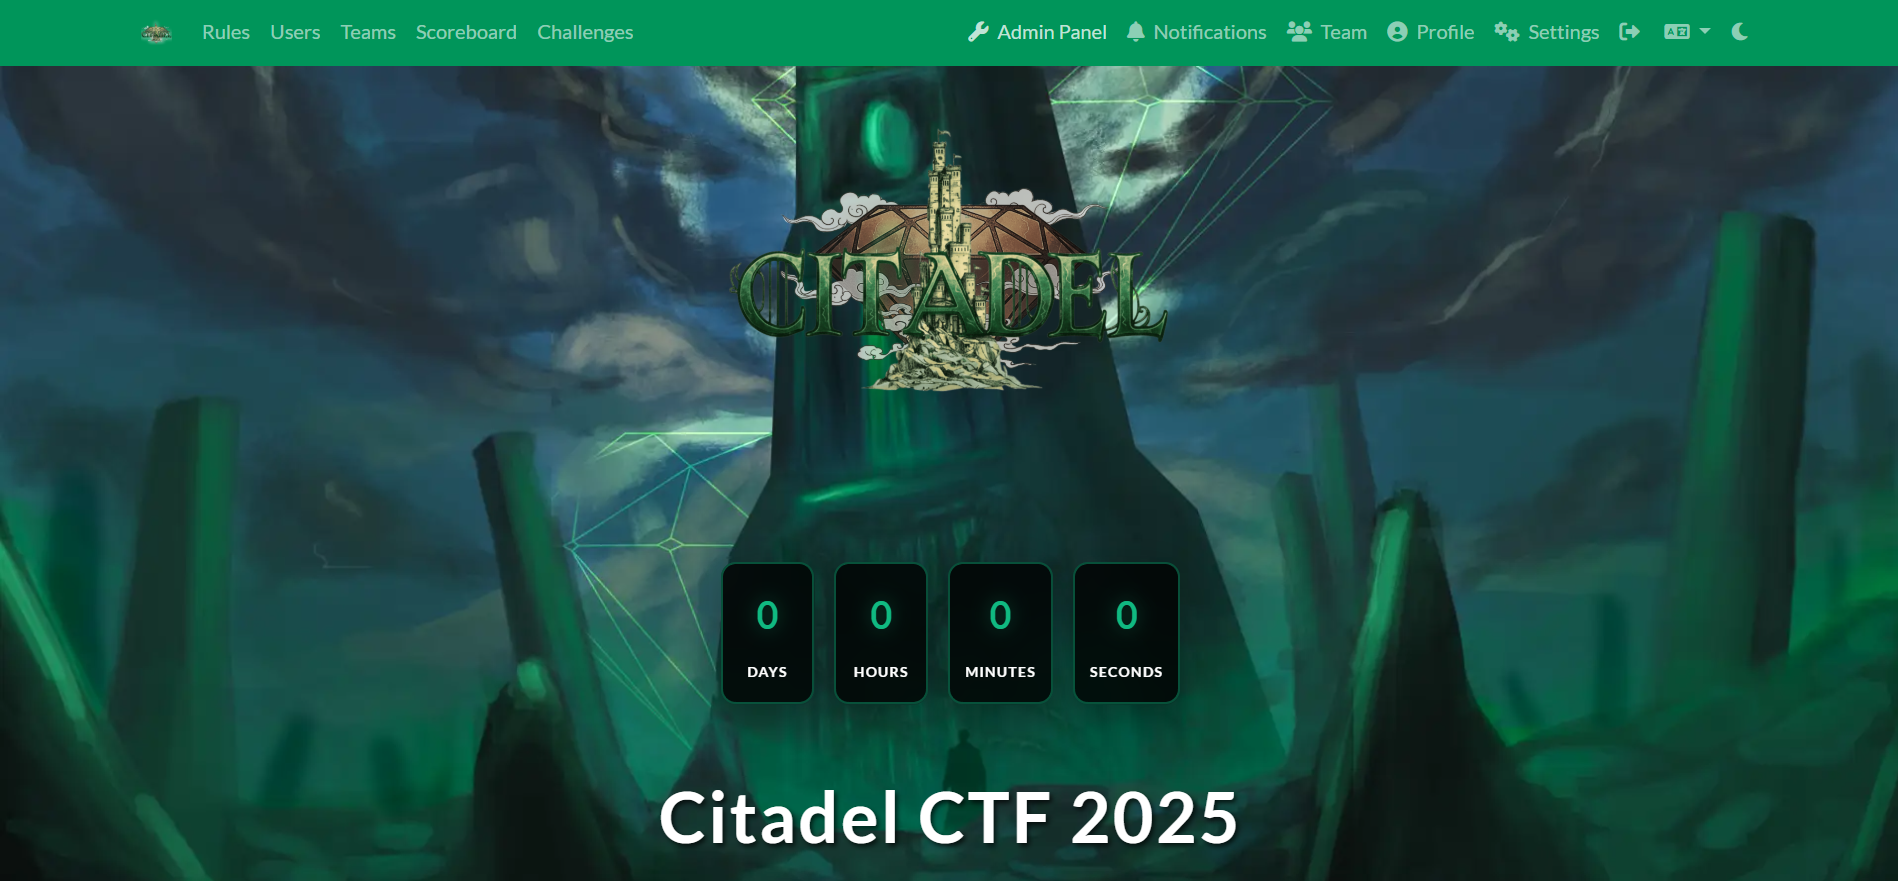 Rules Users Teams Scoreboard Challenges Admin Panel Notifications Team Profile Settings
CITADEL
0 0 0 0
DAYS HOURS MINUTES SECONDS
Citadel CTF 2025